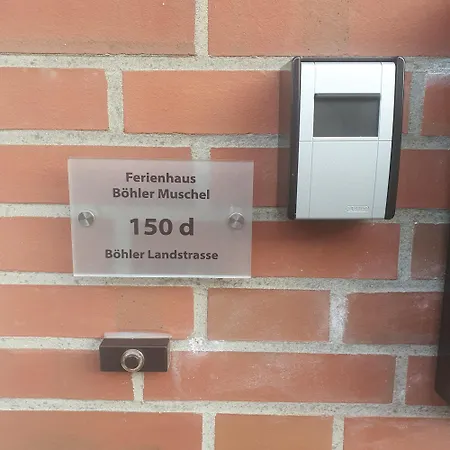 Ferienhaus
Böhler Muschel
150 d
Böhler Landstrasse